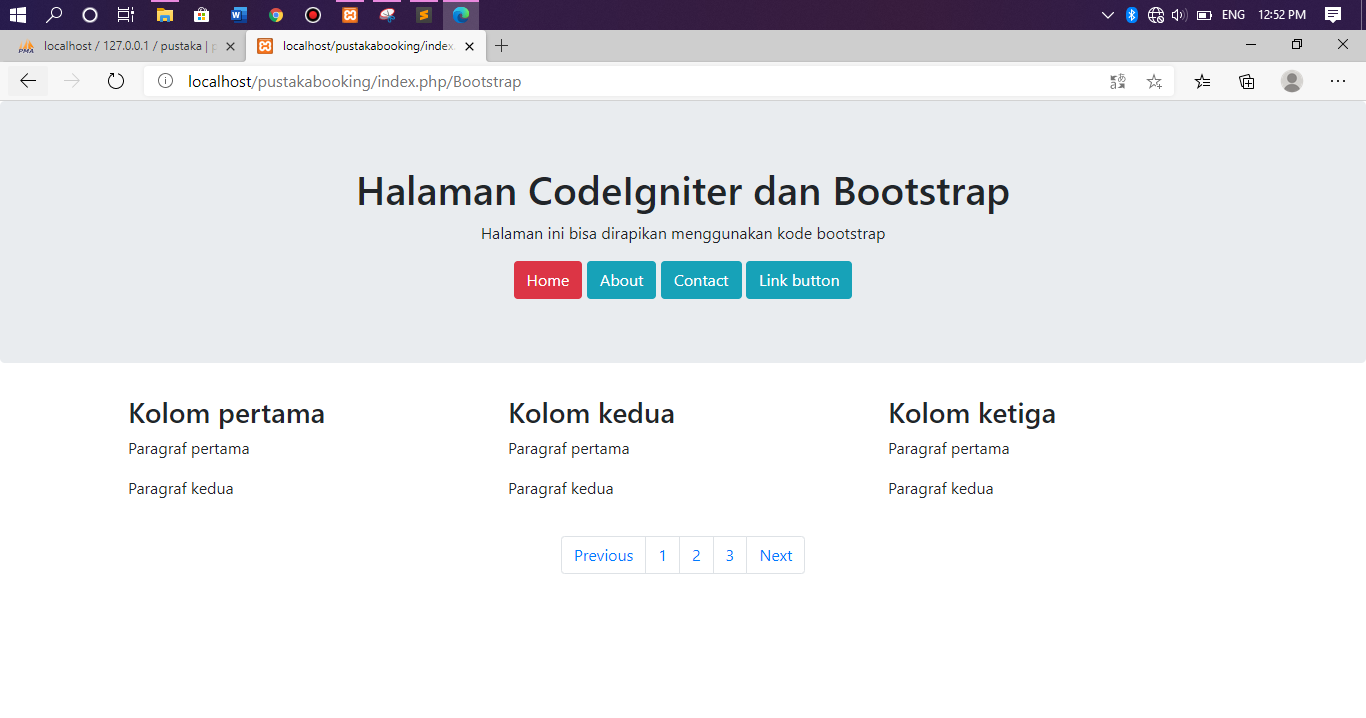 ENG 12:52 PM
localhost / 127.0.0.1 / pustaka |
localhost/pustakabooking/index
localhost/pustakabooking/index.php/Bootstrap
Halaman CodeIgniter dan Bootstrap
Halaman ini bisa dirapikan menggunakan kode bootstrap
Home About Contact Link button
Kolom pertama Kolom kedua Kolom ketiga
Paragraf pertama Paragraf pertama Paragraf pertama
Paragraf kedua Paragraf kedua Paragraf kedua
Previous 1 2 3 Next